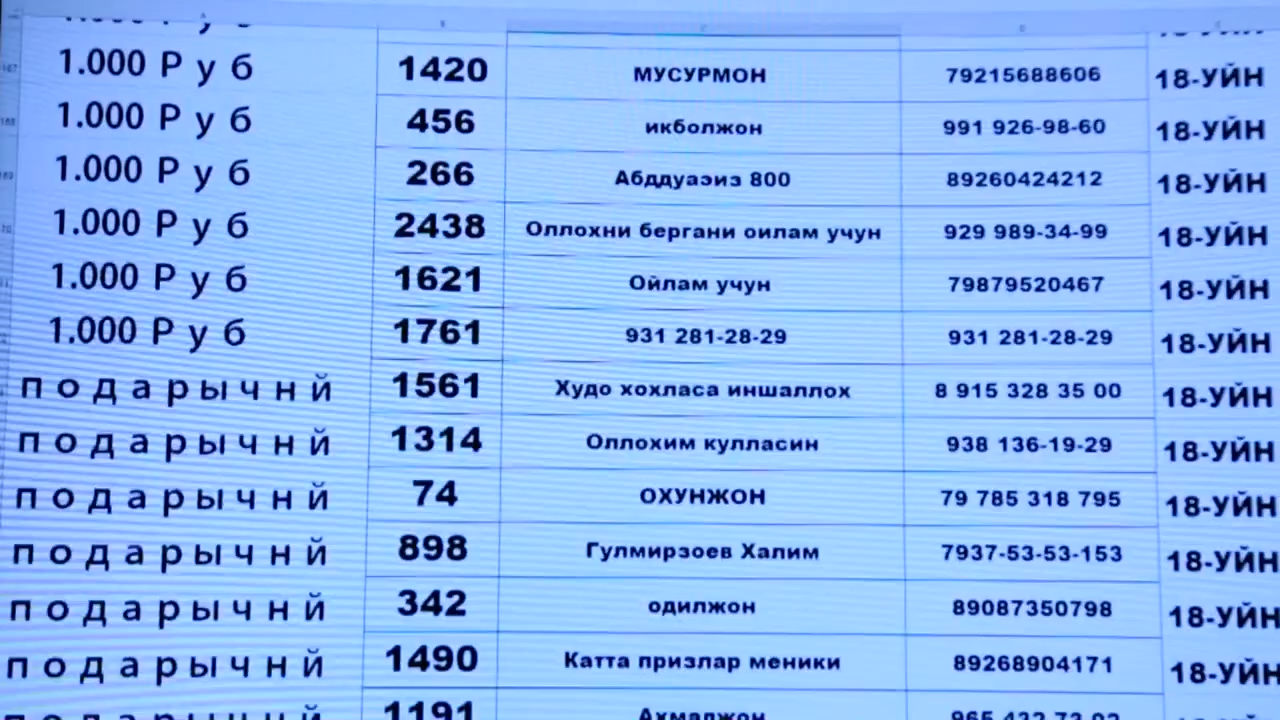 1.000 Р у б 1420 МУСУРМОН 79215688606 18-УЙН
1.000 Р у б 456 икболжон 991 926-98-60 18-УЙН
1.000 Р у б 266 Абддуазиз 800 89260424212 18-УЙН
1.000 Р у б 2438 Оллохни бергани оилам учун 929 989-34-99 18-УЙН
1.000 Р у б 1621 Ойлам учун 79879520467 18-УЙН
1.000 Р у б 1761 931 281-28-29 931 281-28-29 18-УЙН
п о д а р ы ч н й 1561 Худо хохласа иншаллох 8 915 328 35 00 18-УЙН
п о д а р ы ч н й 1314 Оллохим кулласин 938 136-19-29 18-УЙН
п о д а р ы ч н й 74 ОХУНЖОН 79 785 318 795 18-УЙН
п о д а р ы ч н й 898 Гулмирзоев Халим 7937-53-53-153 18-УЙН
п о д а р ы ч н й 342 одилжон 89087350798 18-УЙН
п о д а р ы ч н й 1490 Катта призлар меники 89268904171 18-УЙН
1191 Ахмалжон